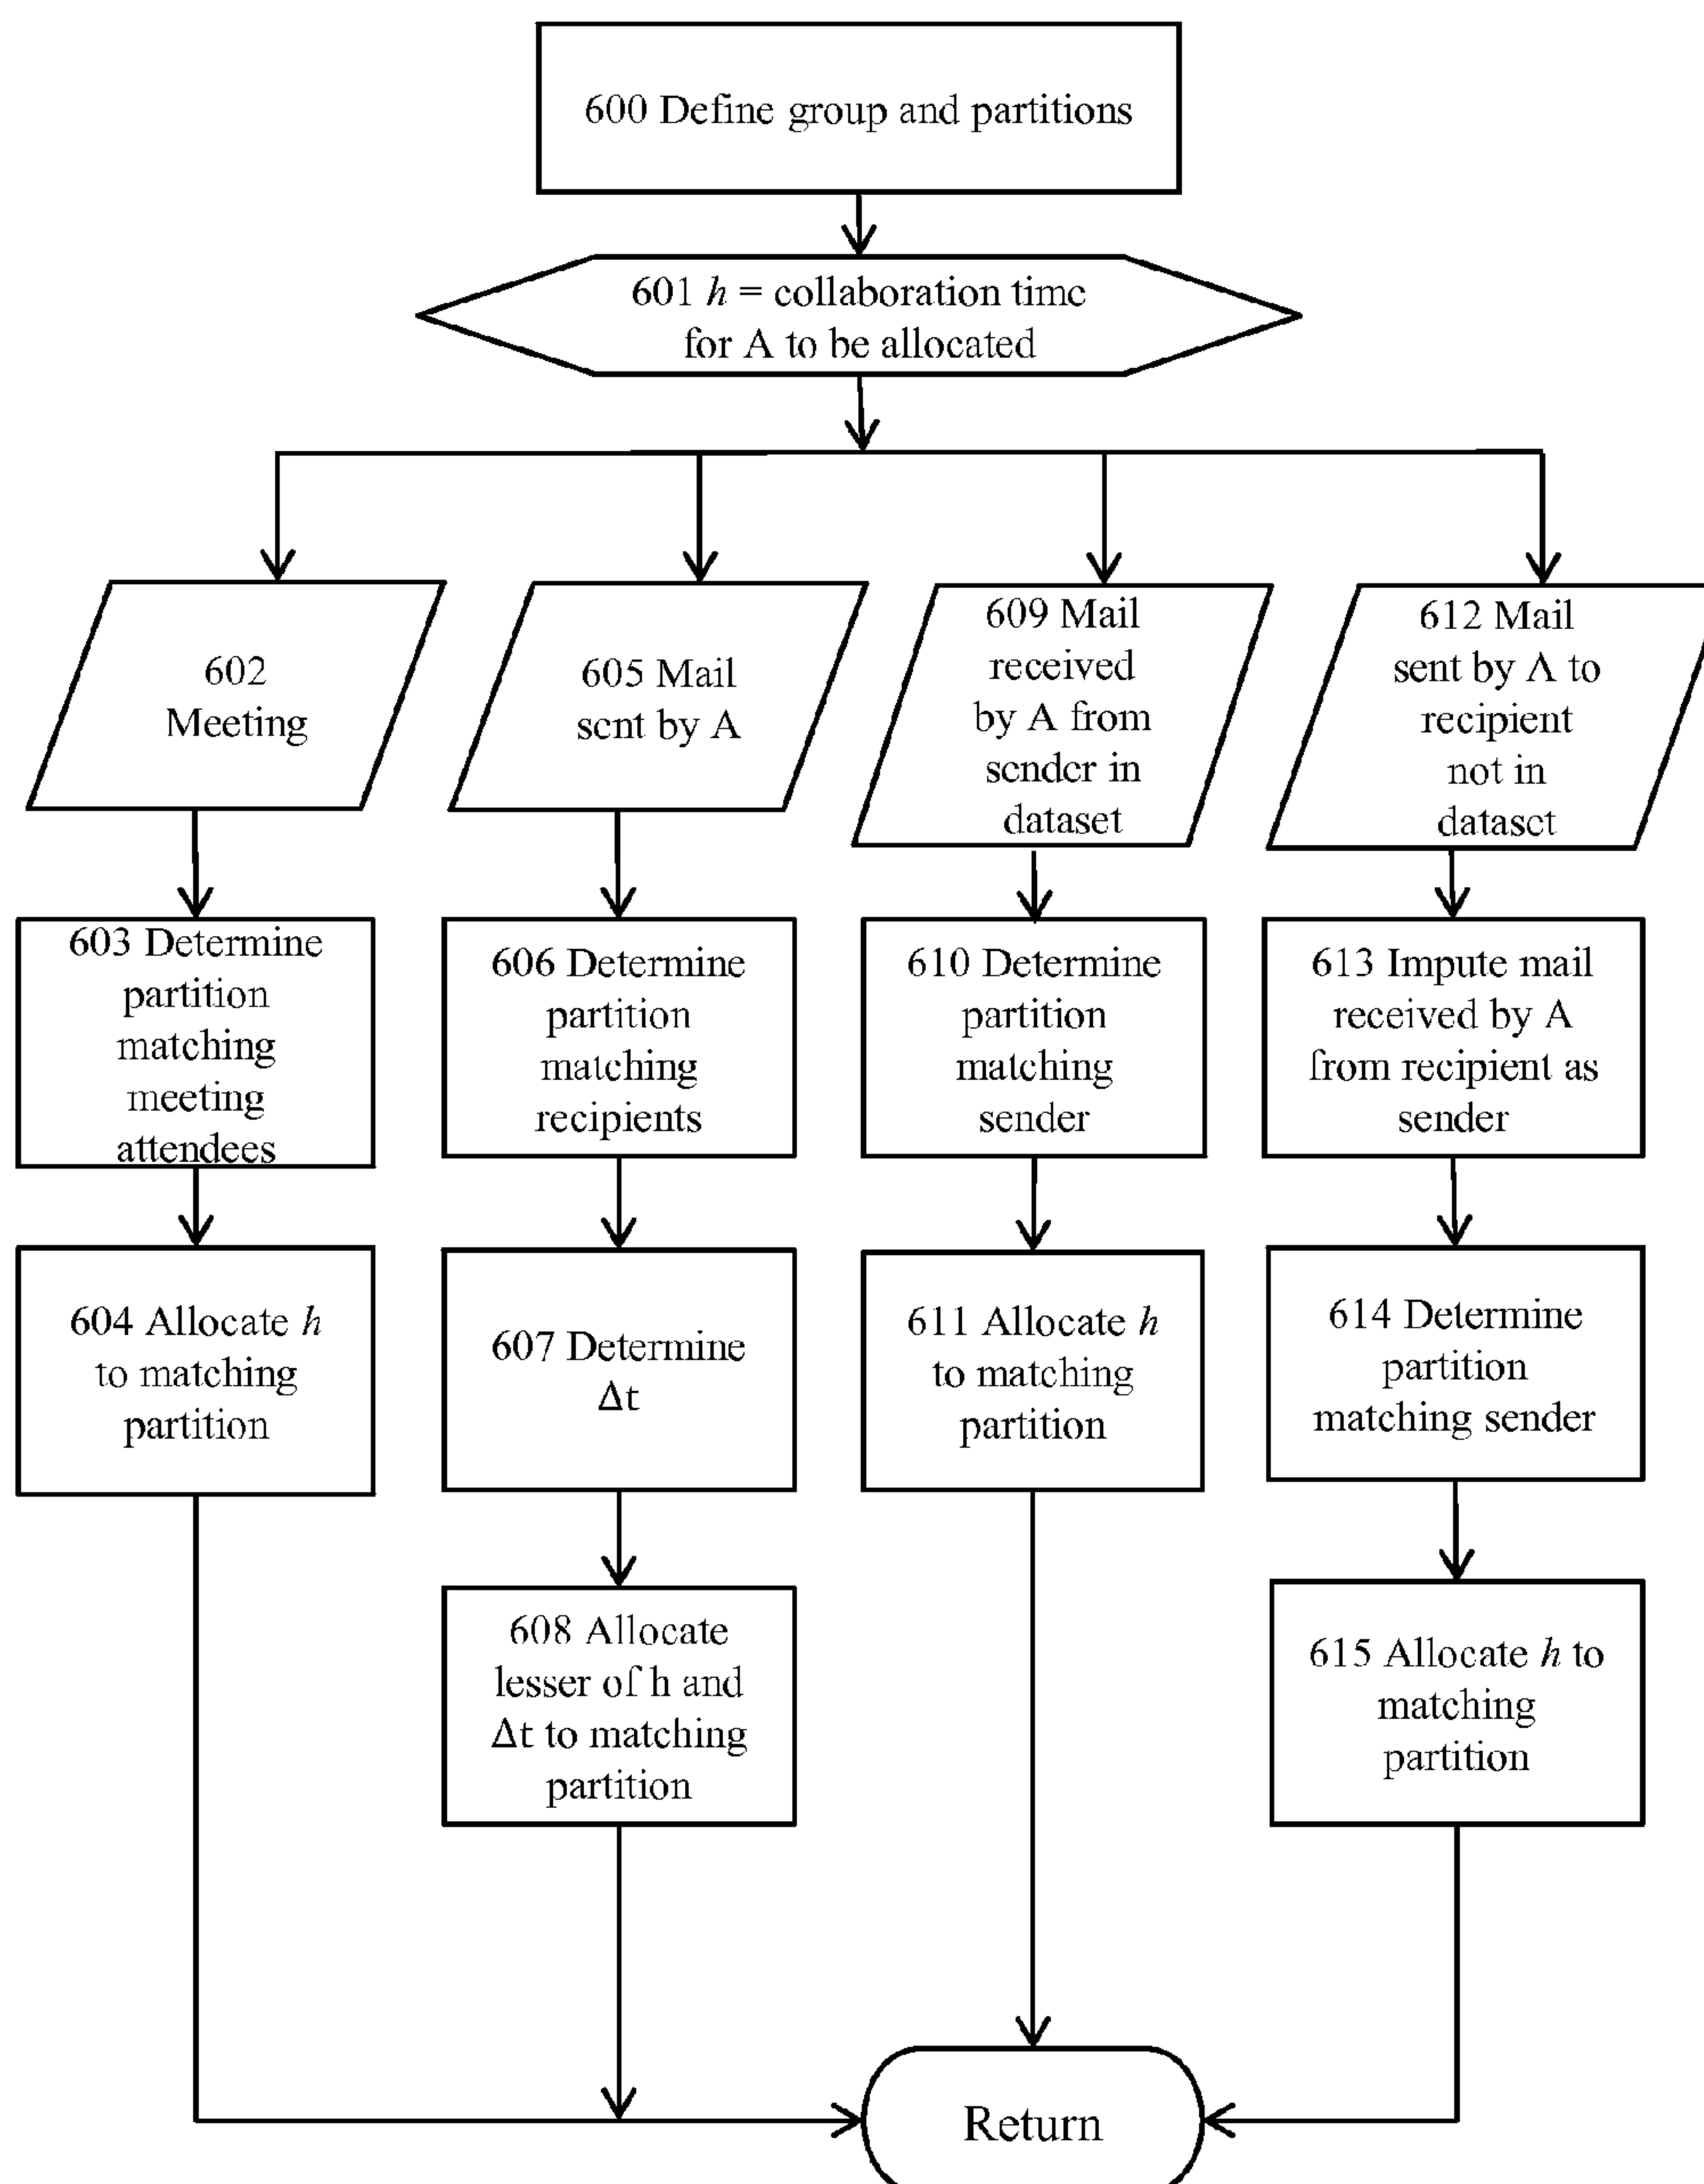 600 Define group and partitions
601 h = collaboration time
for A to be allocated
602
Meeting
603 Determine
partition
matching
meeting
attendees
604 Allocate h
to matching
partition
605 Mail
sent by A
606 Determine
partition
matching
recipients
607 Determine
Δt
608 Allocate
lesser of h and
Δt to matching
partition
609 Mail
received
by A from
sender in
dataset
610 Determine
partition
matching
sender
611 Allocate h
to matching
partition
612 Mail
sent by A to
recipient
not in
dataset
613 Impute mail
received by A
from recipient as
sender
614 Determine
partition
matching sender
615 Allocate h to
matching
partition
Return